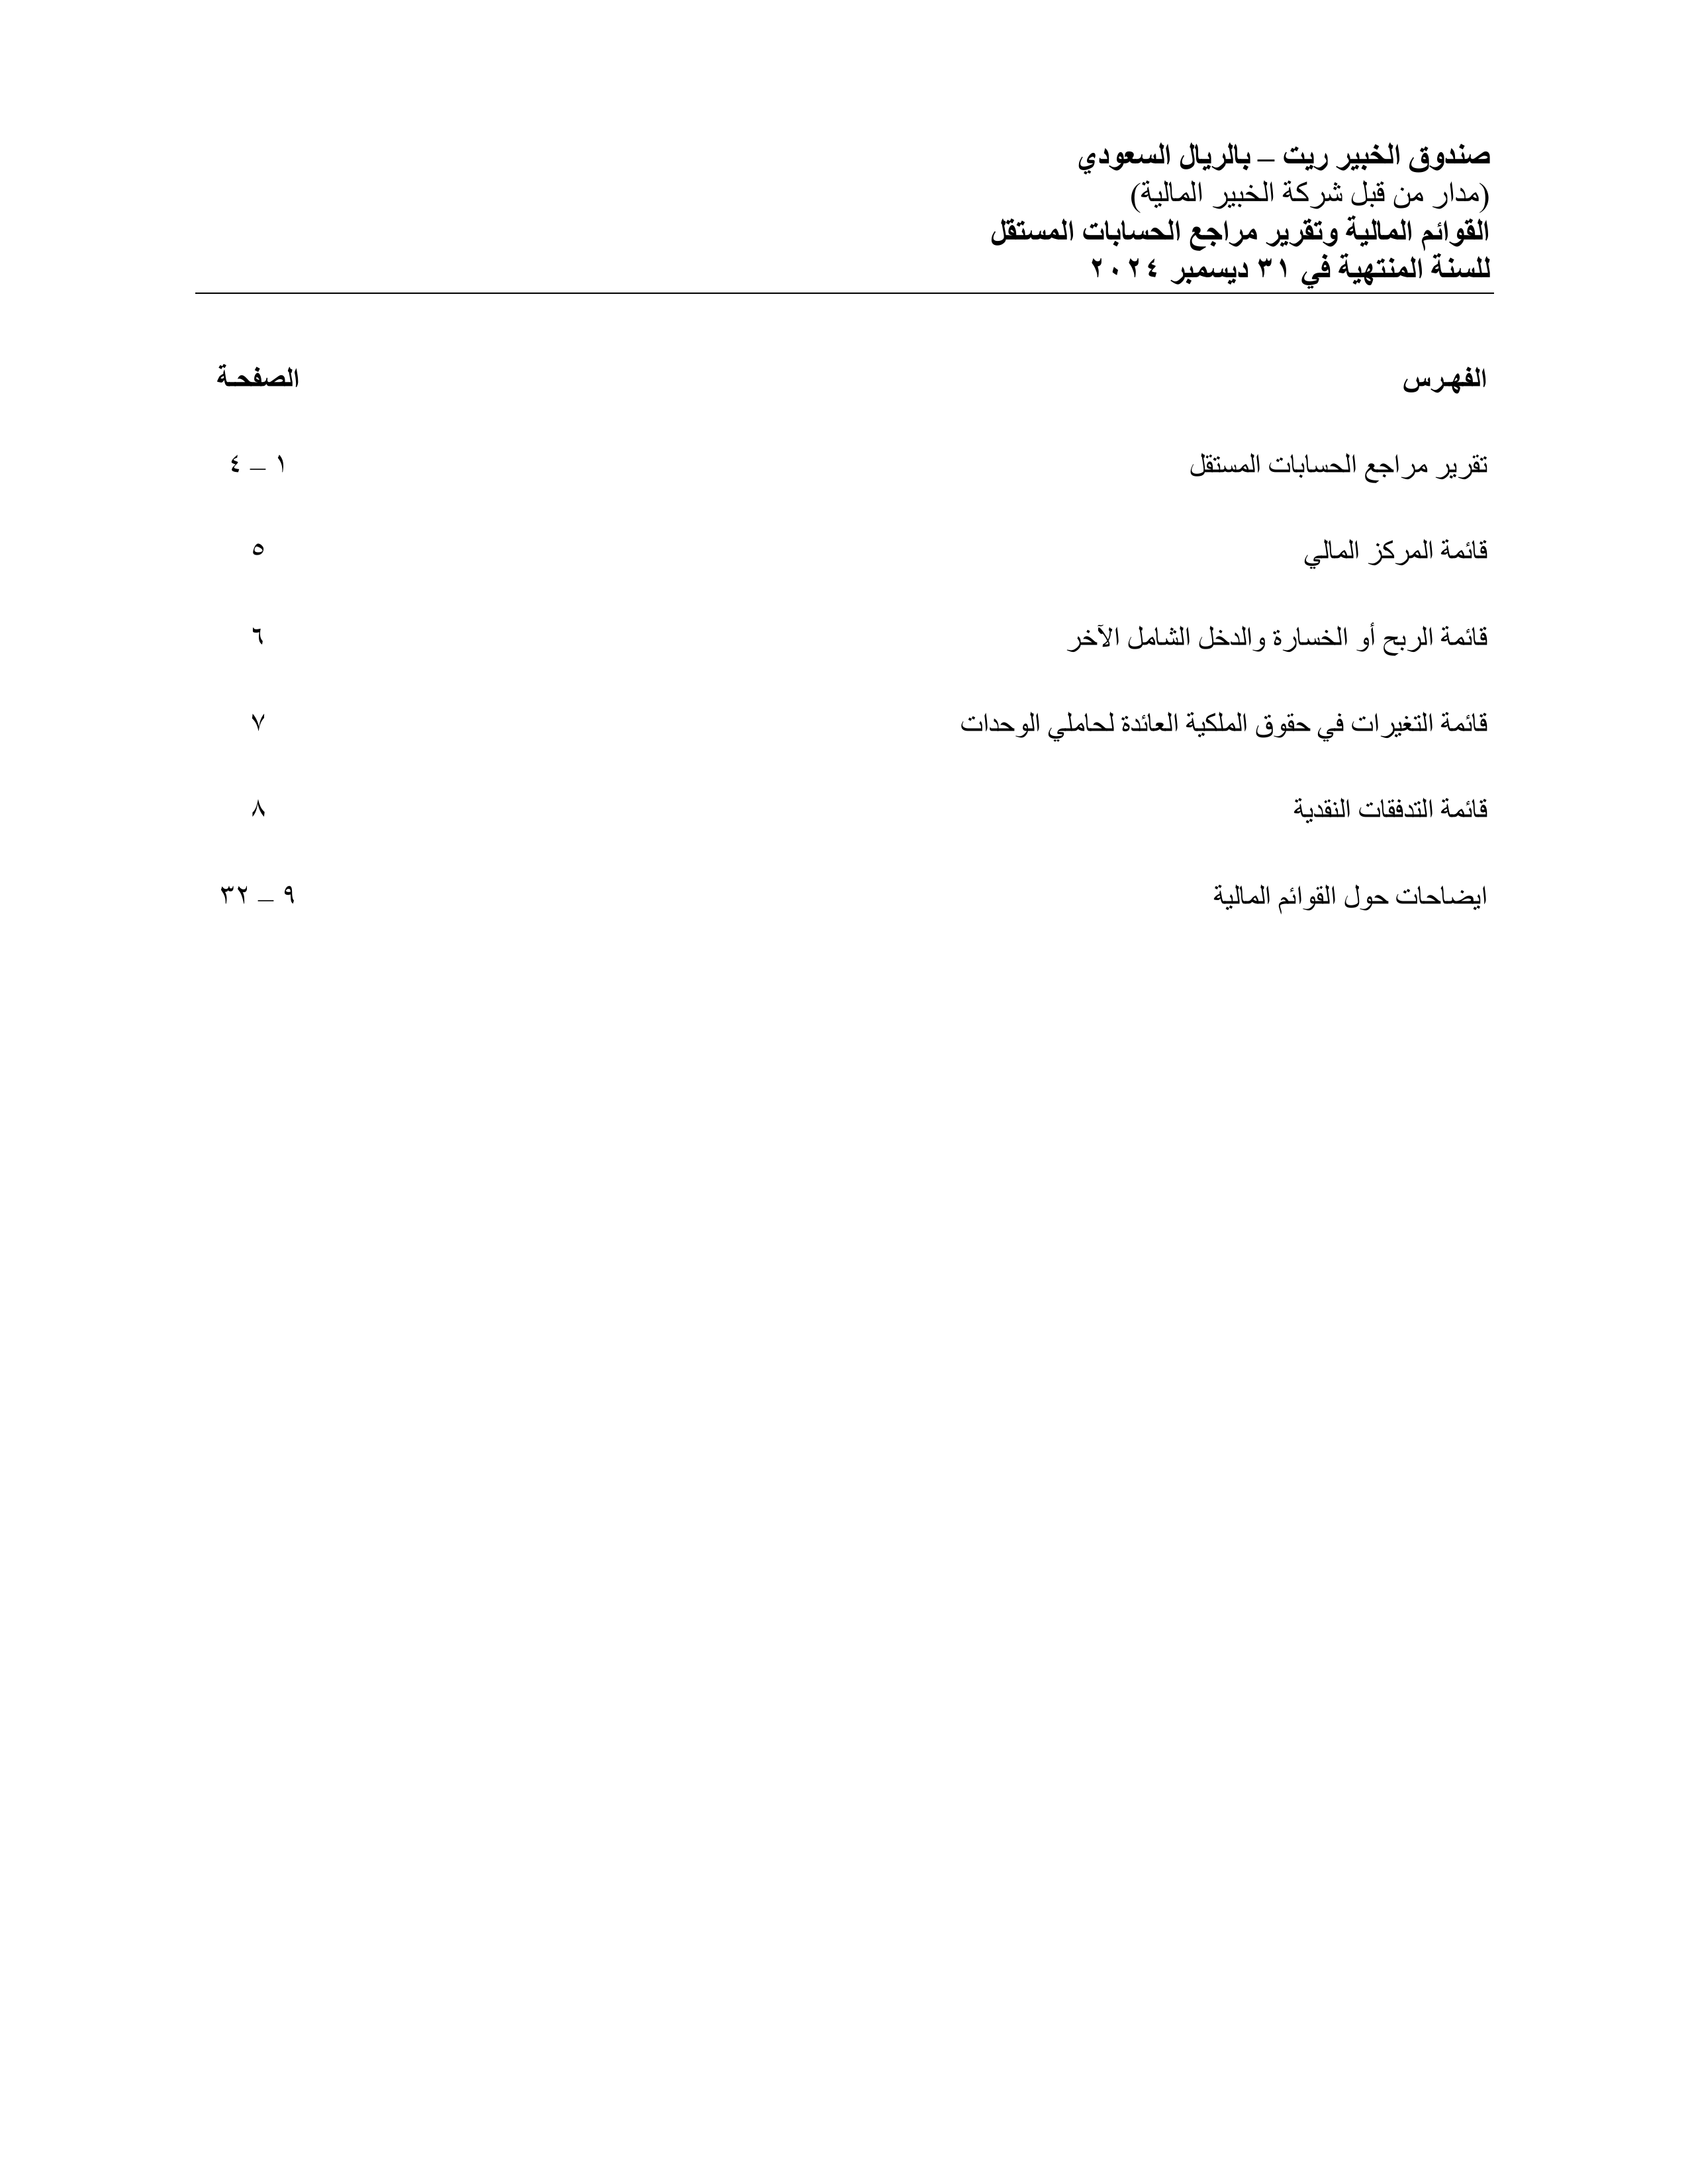 صندوق الخبير ريت – بالريال السعودي
(مدار من قبل شركة الخبير المالية)
القوائم المالية وتقرير مراجع الحسابات المستقل
للسنة المنتهية في ٣١ ديسمبر ٢٠٢٤
الفهـرس الصفحـة
تقرير مراجع الحسابات المستقل ١ – ٤
قائمة المركز المالي ٥
قائمة الربح أو الخسارة والدخل الشامل الآخر ٦
قائمة التغيرات في حقوق الملكية العائدة لحاملي الوحدات ٧
قائمة التدفقات النقدية ٨
ايضاحات حول القوائم المالية ٩ – ٣٢